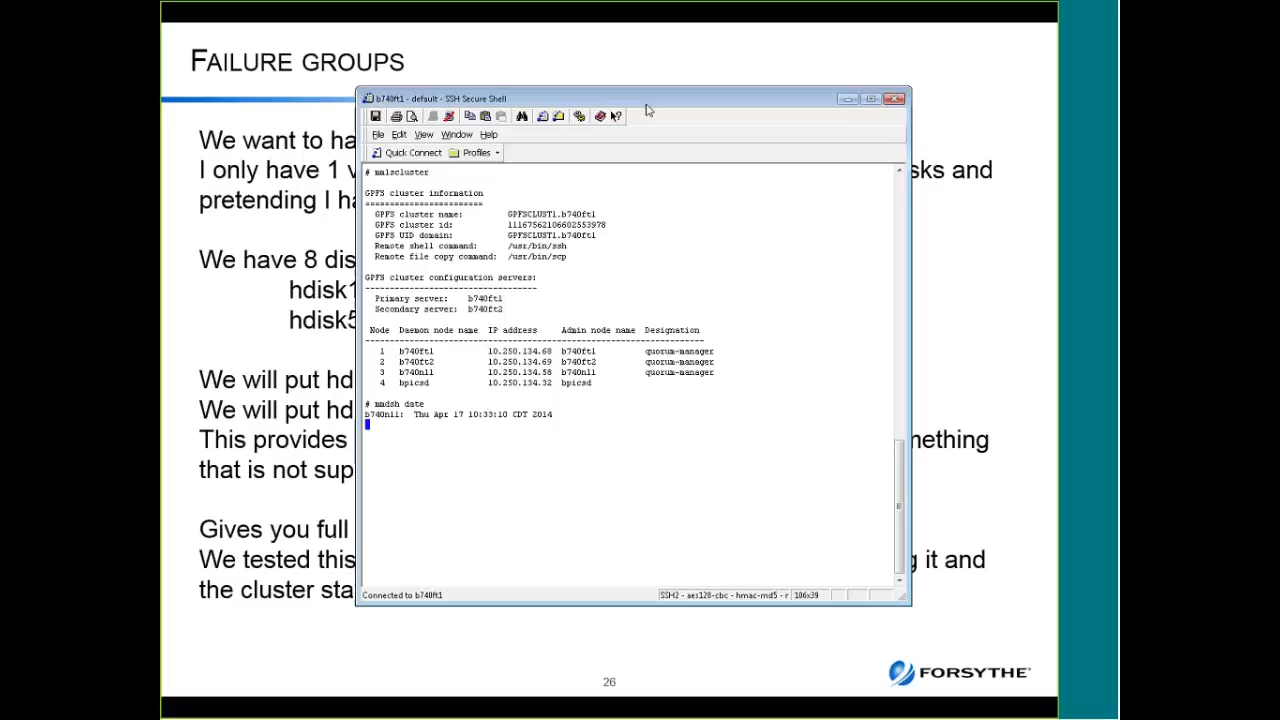 FAILURE GROUPS
We want to ha
I only have 1 v
sks and
pretending I ha
We have 8 dis
hdisk1
hdisk5
We will put hd
We will put hd
This provides
mething
that is not sup
Gives you full
We tested this
g it and
the cluster sta
b740ft1 - default - SSH Secure Shell
File Edit View Window Help
Quick Connect Profiles
# mmlscluster
GPFS cluster information
========================
GPFS cluster name: GPFSCLUST1.b740ft1
GPFS cluster id: 11167562106602553978
GPFS UID domain: GPFSCLUST1.b740ft1
Remote shell command: /usr/bin/ssh
Remote file copy command: /usr/bin/scp
GPFS cluster configuration servers:
-----------------------------------
Primary server: b740ft1
Secondary server: b740ft2
Node Daemon node name IP address Admin node name Designation
----------------------------------------------------------------------
1 b740ft1 10.250.134.68 b740ft1 quorum-manager
2 b740ft2 10.250.134.69 b740ft2 quorum-manager
3 b740nl1 10.250.134.58 b740nl1 quorum-manager
4 bpicsd 10.250.134.32 bpicsd
# mmdsh date
b740nl1: Thu Apr 17 10:33:10 CDT 2014
Connected to b740ft1
SSH2 - aes128-cbc - hmac-md5 - r 106x39
26
FORSYTHE